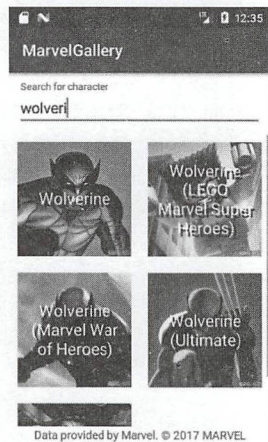 12:35
MarvelGallery
Search for character
wolveri
Wolverine
Wolverine
(LEGO
Marvel Super
Heroes)
Wolverine
(Marvel War
of Heroes)
Wolverine
(Ultimate)
Data provided by Marvel. © 2017 MARVEL